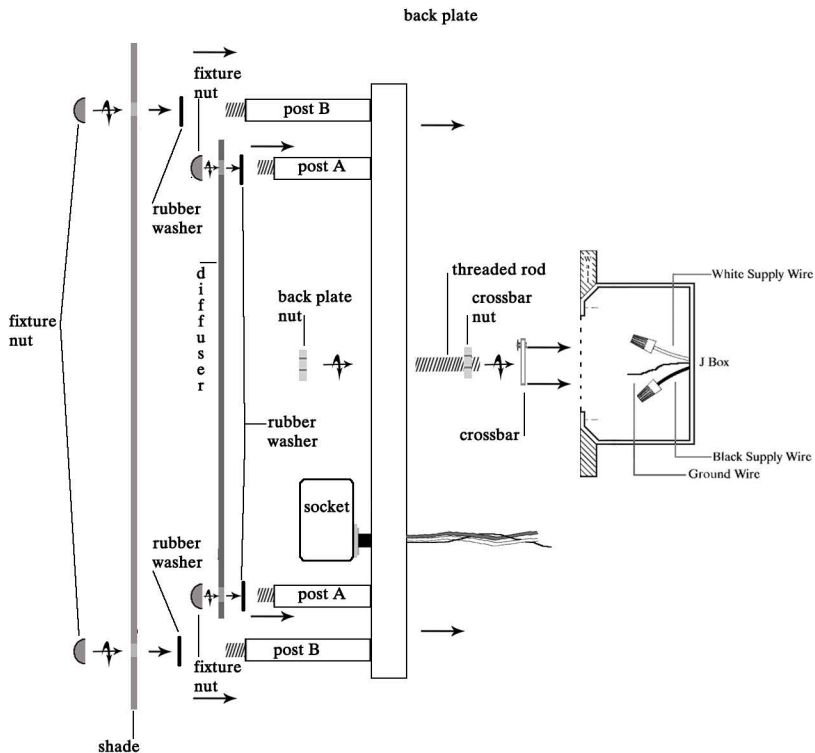 back plate
fixture
nut
post B
post A
rubber
washer
d
i
f
f
u
s
e
r
threaded rod
crossbar
nut
back plate
nut
White Supply Wire
J Box
fixture
nut
rubber
washer
crossbar
Black Supply Wire
Ground Wire
socket
rubber
washer
post A
post B
fixture
nut
shade